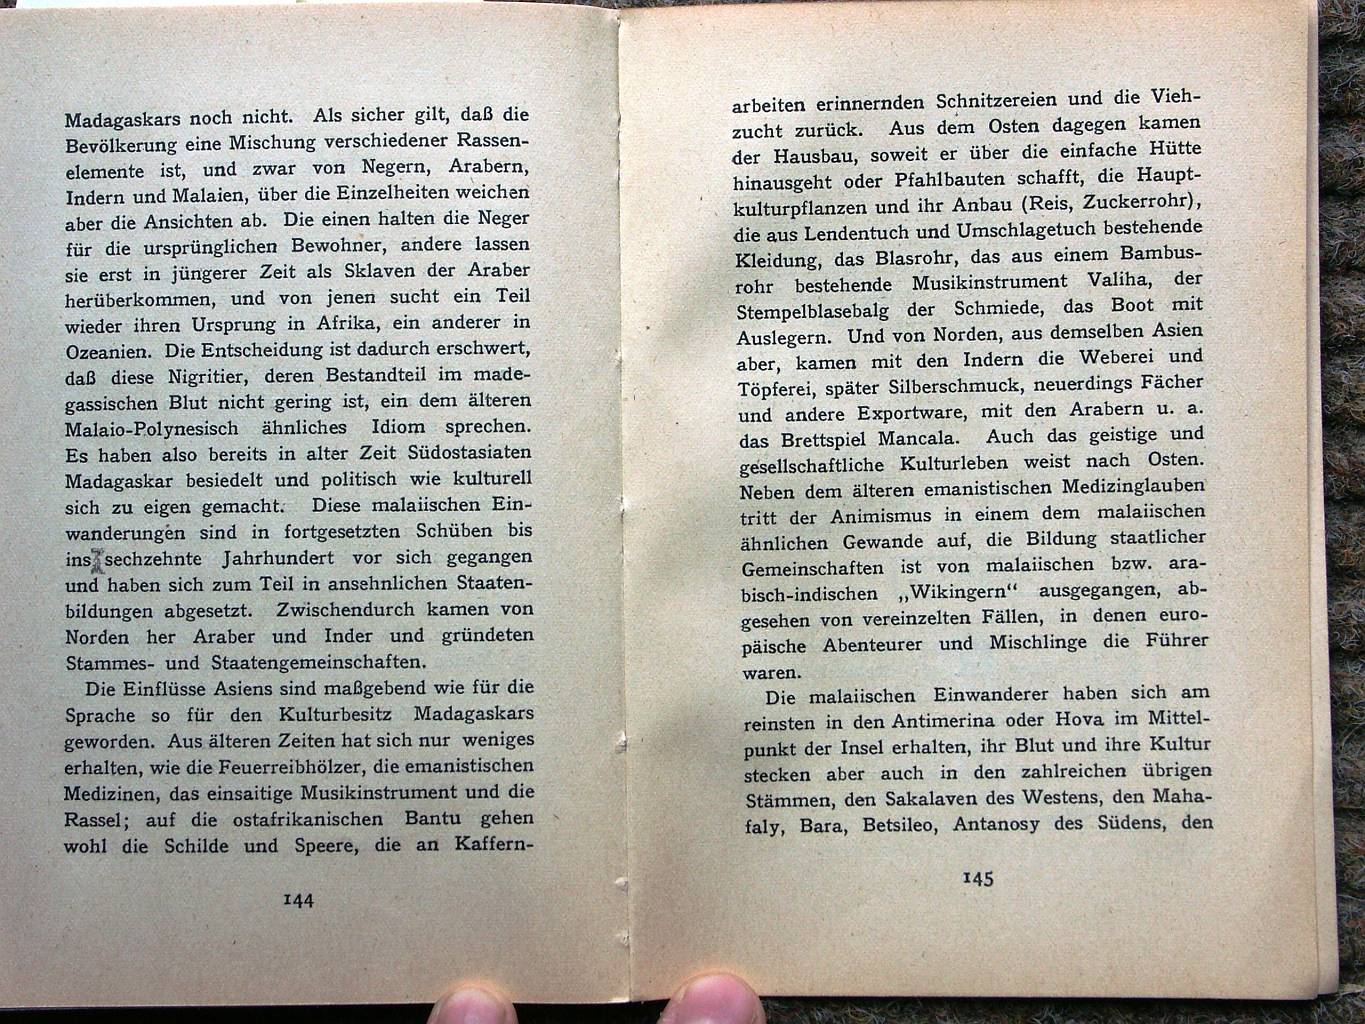 Madagaskars noch nicht. Als sicher gilt, daß die
Bevölkerung eine Mischung verschiedener Rassen-
elemente ist, und zwar von Negern, Arabern,
Indern und Malaien, über die Einzelheiten weichen
aber die Ansichten ab. Die einen halten die Neger
für die ursprünglichen Bewohner, andere lassen
sie erst in jüngerer Zeit als Sklaven der Araber
herüberkommen, und von jenen sucht ein Teil
wieder ihren Ursprung in Afrika, ein anderer in
Ozeanien. Die Entscheidung ist dadurch erschwert,
daß diese Nigritier, deren Bestandteil im made-
gassischen Blut nicht gering ist, ein dem älteren
Malaio-Polynesisch ähnliches Idiom sprechen.
Es haben also bereits in alter Zeit Südostasiaten
Madagaskar besiedelt und politisch wie kulturell
sich zu eigen gemacht. Diese malaiischen Ein-
wanderungen sind in fortgesetzten Schüben bis
ins sechzehnte Jahrhundert vor sich gegangen
und haben sich zum Teil in ansehnlichen Staaten-
bildungen abgesetzt. Zwischendurch kamen von
Norden her Araber und Inder und gründeten
Stammes- und Staatengemeinschaften.
Die Einflüsse Asiens sind maßgebend wie für die
Sprache so für den Kulturbesitz Madagaskars
geworden. Aus älteren Zeiten hat sich nur weniges
erhalten, wie die Feuerreibhölzer, die emanistischen
Medizinen, das einsaitige Musikinstrument und die
Rassel; auf die ostafrikanischen Bantu gehen
wohl die Schilde und Speere, die an Kaffern-
144
arbeiten erinnernden Schnitzereien und die Vieh-
zucht zurück. Aus dem Osten dagegen kamen
der Hausbau, soweit er über die einfache Hütte
hinausgeht oder Pfahlbauten schafft, die Haupt-
kulturpflanzen und ihr Anbau (Reis, Zuckerrohr),
die aus Lendentuch und Umschlagetuch bestehende
Kleidung, das Blasrohr, das aus einem Bambus-
rohr bestehende Musikinstrument Valiha, der
Stempelblasebalg der Schmiede, das Boot mit
Auslegern. Und von Norden, aus demselben Asien
aber, kamen mit den Indern die Weberei und
Töpferei, später Silberschmuck, neuerdings Fächer
und andere Exportware, mit den Arabern u. a.
das Brettspiel Mancala. Auch das geistige und
gesellschaftliche Kulturleben weist nach Osten.
Neben dem älteren emanistischen Medizinglauben
tritt der Animismus in einem dem malaiischen
ähnlichen Gewande auf, die Bildung staatlicher
Gemeinschaften ist von malaiischen bzw. ara-
bisch-indischen „Wikingern“ ausgegangen, ab-
gesehen von vereinzelten Fällen, in denen euro-
päische Abenteurer und Mischlinge die Führer
waren.
Die malaiischen Einwanderer haben sich am
reinsten in den Antimerina oder Hova im Mittel-
punkt der Insel erhalten, ihr Blut und ihre Kultur
stecken aber auch in den zahlreichen übrigen
Stämmen, den Sakalaven des Westens, den Maha-
faly, Bara, Betsileo, Antanosy des Südens, den
145